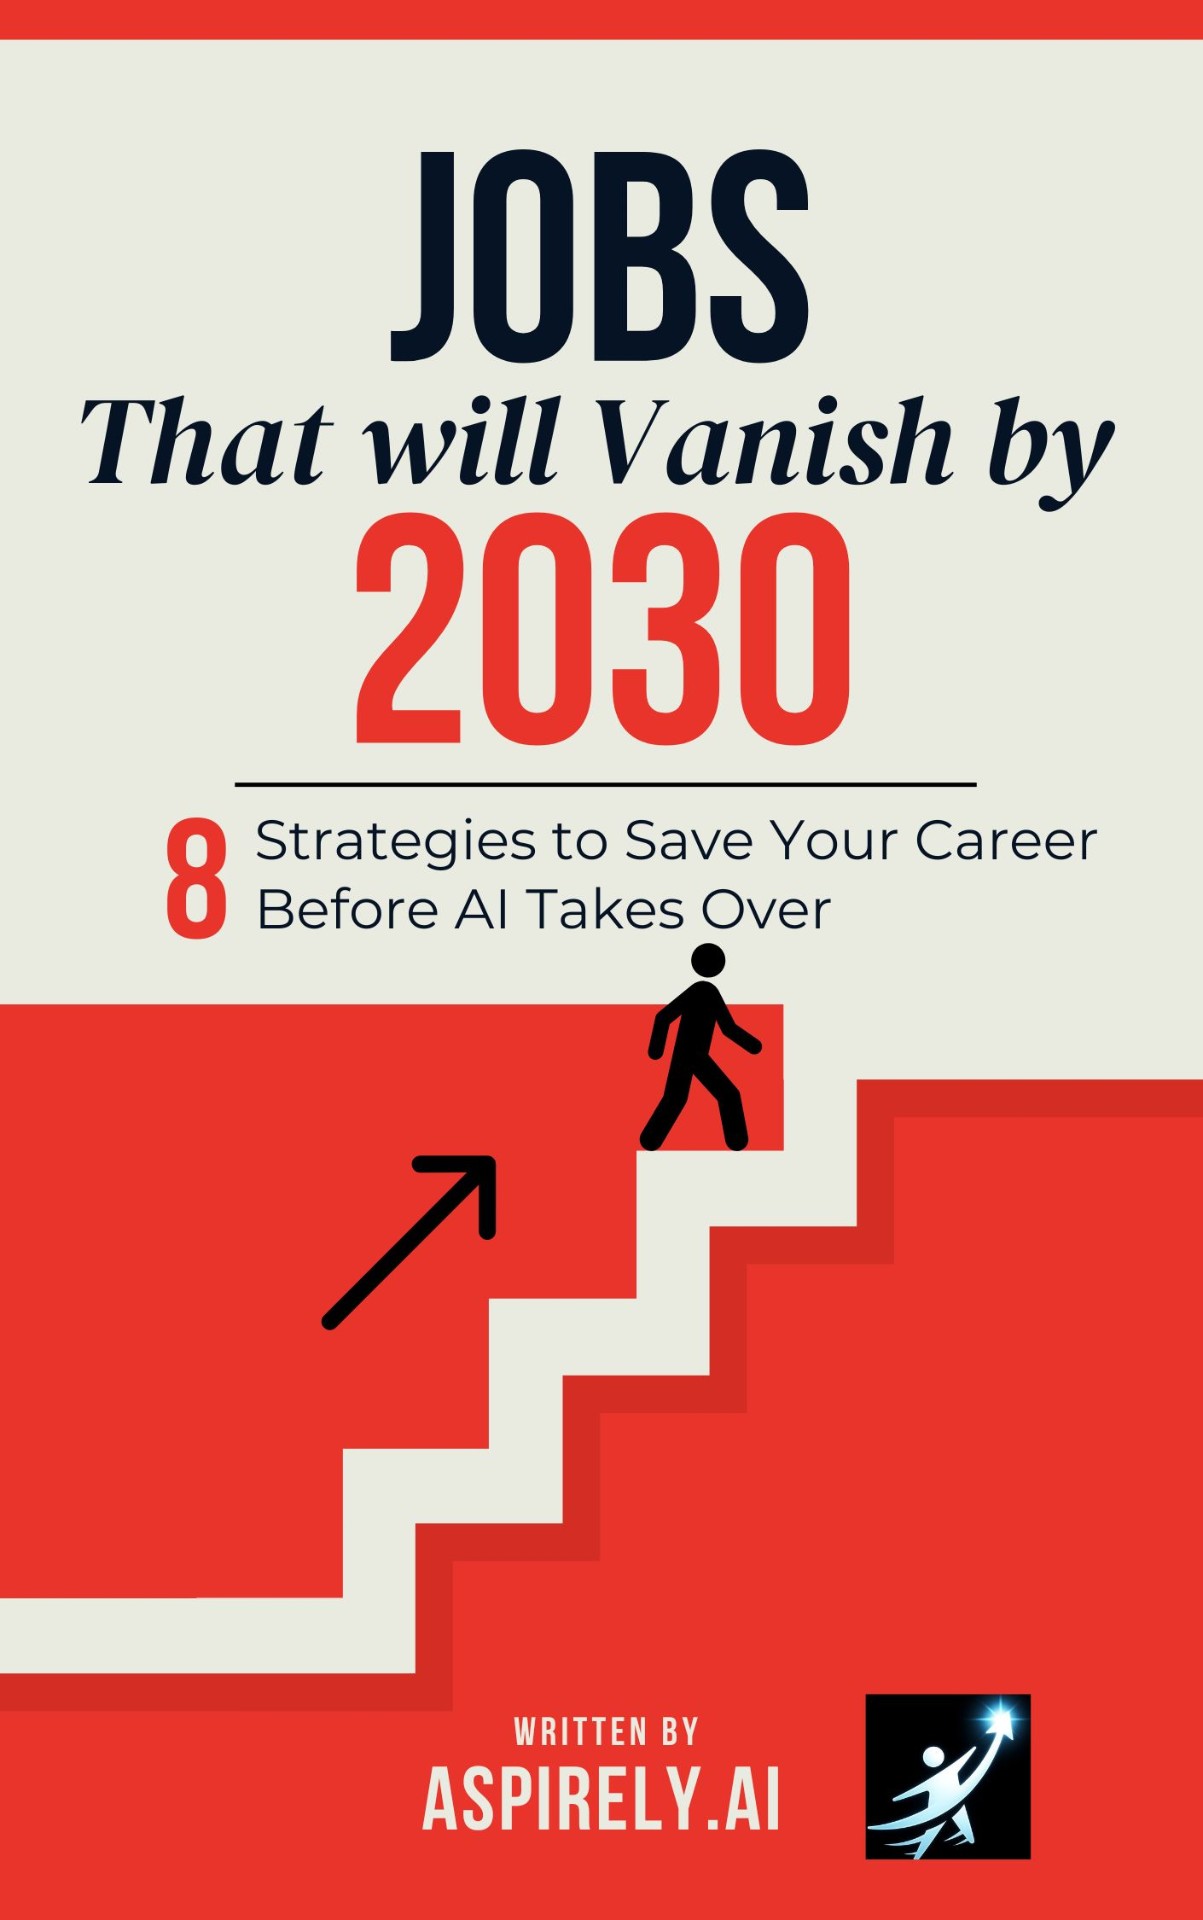 JOBS
That will Vanish by
2030
8 Strategies to Save Your Career
Before AI Takes Over
WRITTEN BY
ASPIRELY.AI